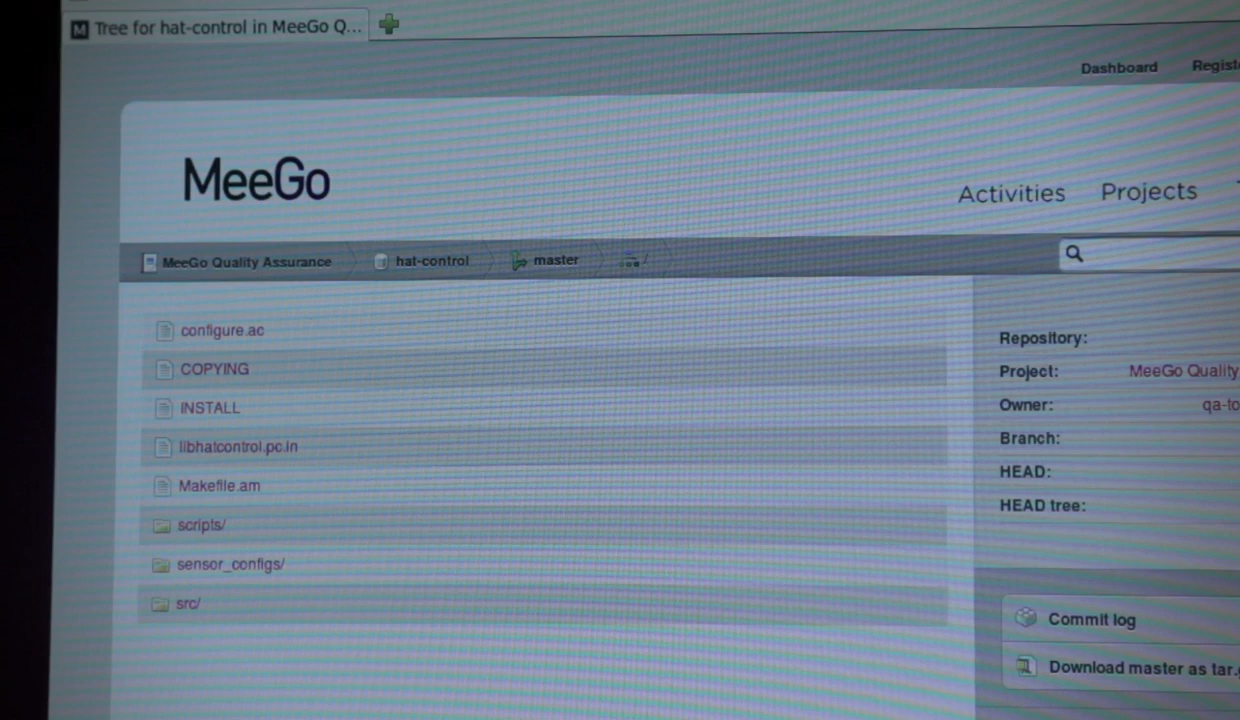 Tree for hat-control in MeeGo Q...
Dashboard
MeeGo
Activities Projects
MeeGo Quality Assurance hat-control master /
configure.ac
COPYING
INSTALL
libhatcontrol.pc.in
Makefile.am
scripts/
sensor_configs/
src/
Repository:
Project: MeeGo Quality
Owner: qa-to
Branch:
HEAD:
HEAD tree:
Commit log
Download master as tar.